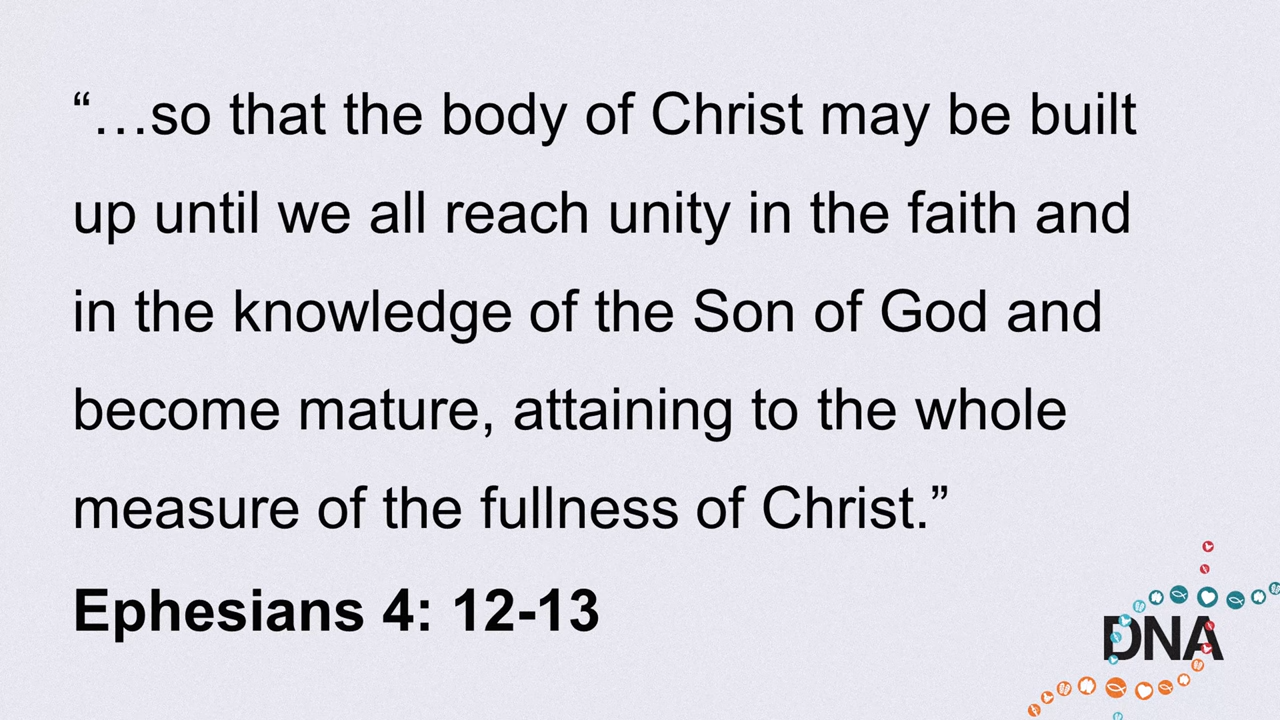 “…so that the body of Christ may be built
up until we all reach unity in the faith and
in the knowledge of the Son of God and
become mature, attaining to the whole
measure of the fullness of Christ.”
Ephesians 4: 12-13
DNA